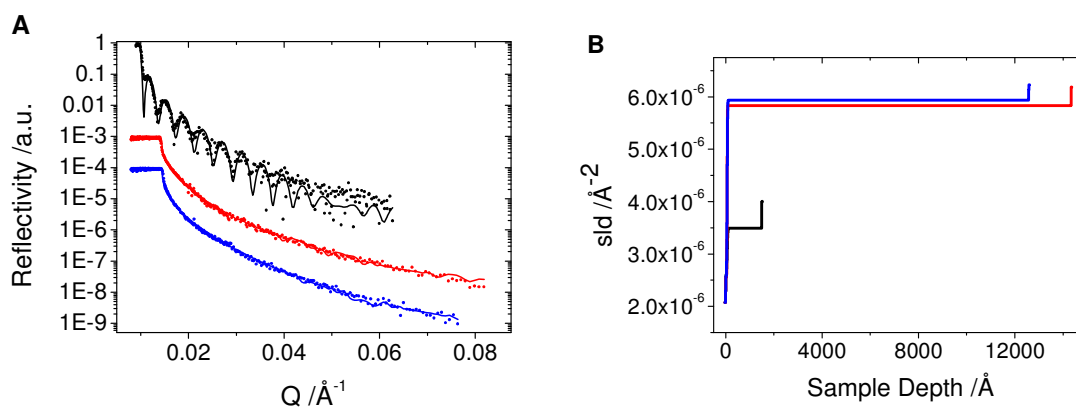 A
Reflectivity /a.u.
1
0.1
0.01
1E-3
1E-4
1E-5
1E-6
1E-7
1E-8
1E-9
0.02 0.04 0.06 0.08
Q /Å⁻¹
B
sld /Å⁻²
6.0x10⁻⁶
5.0x10⁻⁶
4.0x10⁻⁶
3.0x10⁻⁶
2.0x10⁻⁶
0 4000 8000 12000
Sample Depth /Å